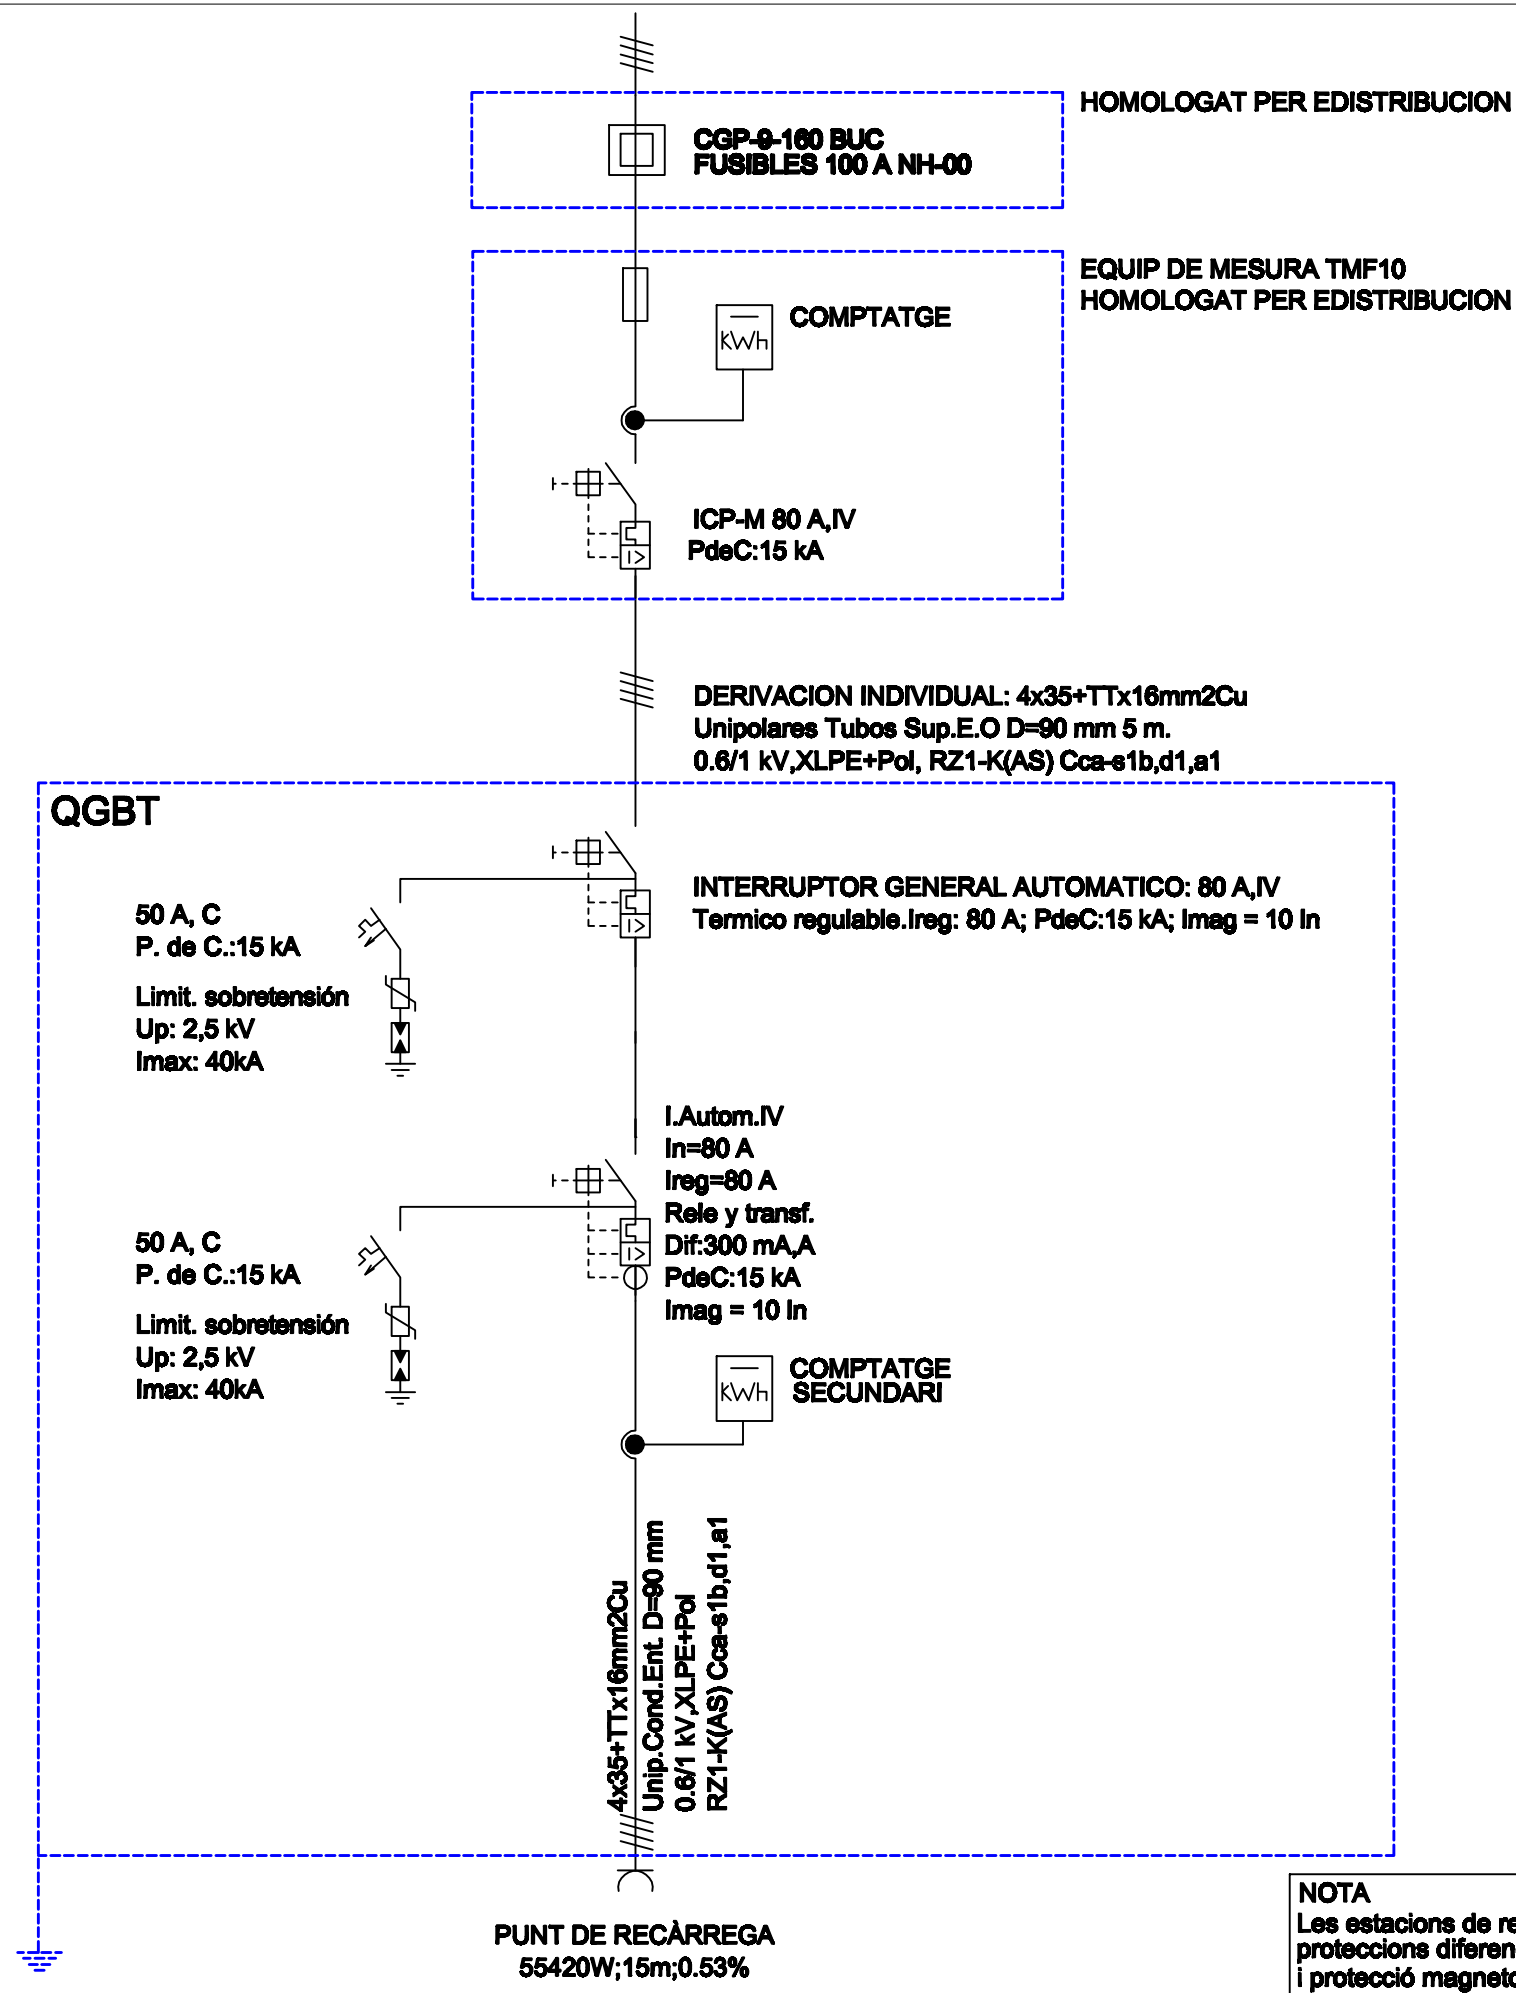 HOMOLOGAT PER EDISTRIBUCION
CGP-9-160 BUC
FUSIBLES 100 A NH-00
EQUIP DE MESURA TMF10
HOMOLOGAT PER EDISTRIBUCION
COMPTATGE
kWh
ICP-M 80 A,IV
PdeC:15 kA
I>
DERIVACION INDIVIDUAL: 4x35+TTx16mm2Cu
Unipolares Tubos Sup.E.O D=90 mm 5 m.
0.6/1 kV,XLPE+Pol, RZ1-K(AS) Cca-s1b,d1,a1
QGBT
INTERRUPTOR GENERAL AUTOMATICO: 80 A,IV
Termico regulable.Ireg: 80 A; PdeC:15 kA; Imag = 10 In
I>
50 A, C
P. de C.:15 kA
Limit. sobretensión
Up: 2,5 kV
Imax: 40kA
I.Autom.IV
In=80 A
Ireg=80 A
Rele y transf.
Dif:300 mA,A
PdeC:15 kA
Imag = 10 In
I>
50 A, C
P. de C.:15 kA
Limit. sobretensión
Up: 2,5 kV
Imax: 40kA
COMPTATGE
SECUNDARI
kWh
4x35+TTx16mm2Cu
Unip.Cond.Ent. D=90 mm
0.6/1 kV,XLPE+Pol
RZ1-K(AS) Cca-s1b,d1,a1
PUNT DE RECÀRREGA
55420W;15m;0.53%
NOTA
Les estacions de re
proteccions diferen
i protecció magneto